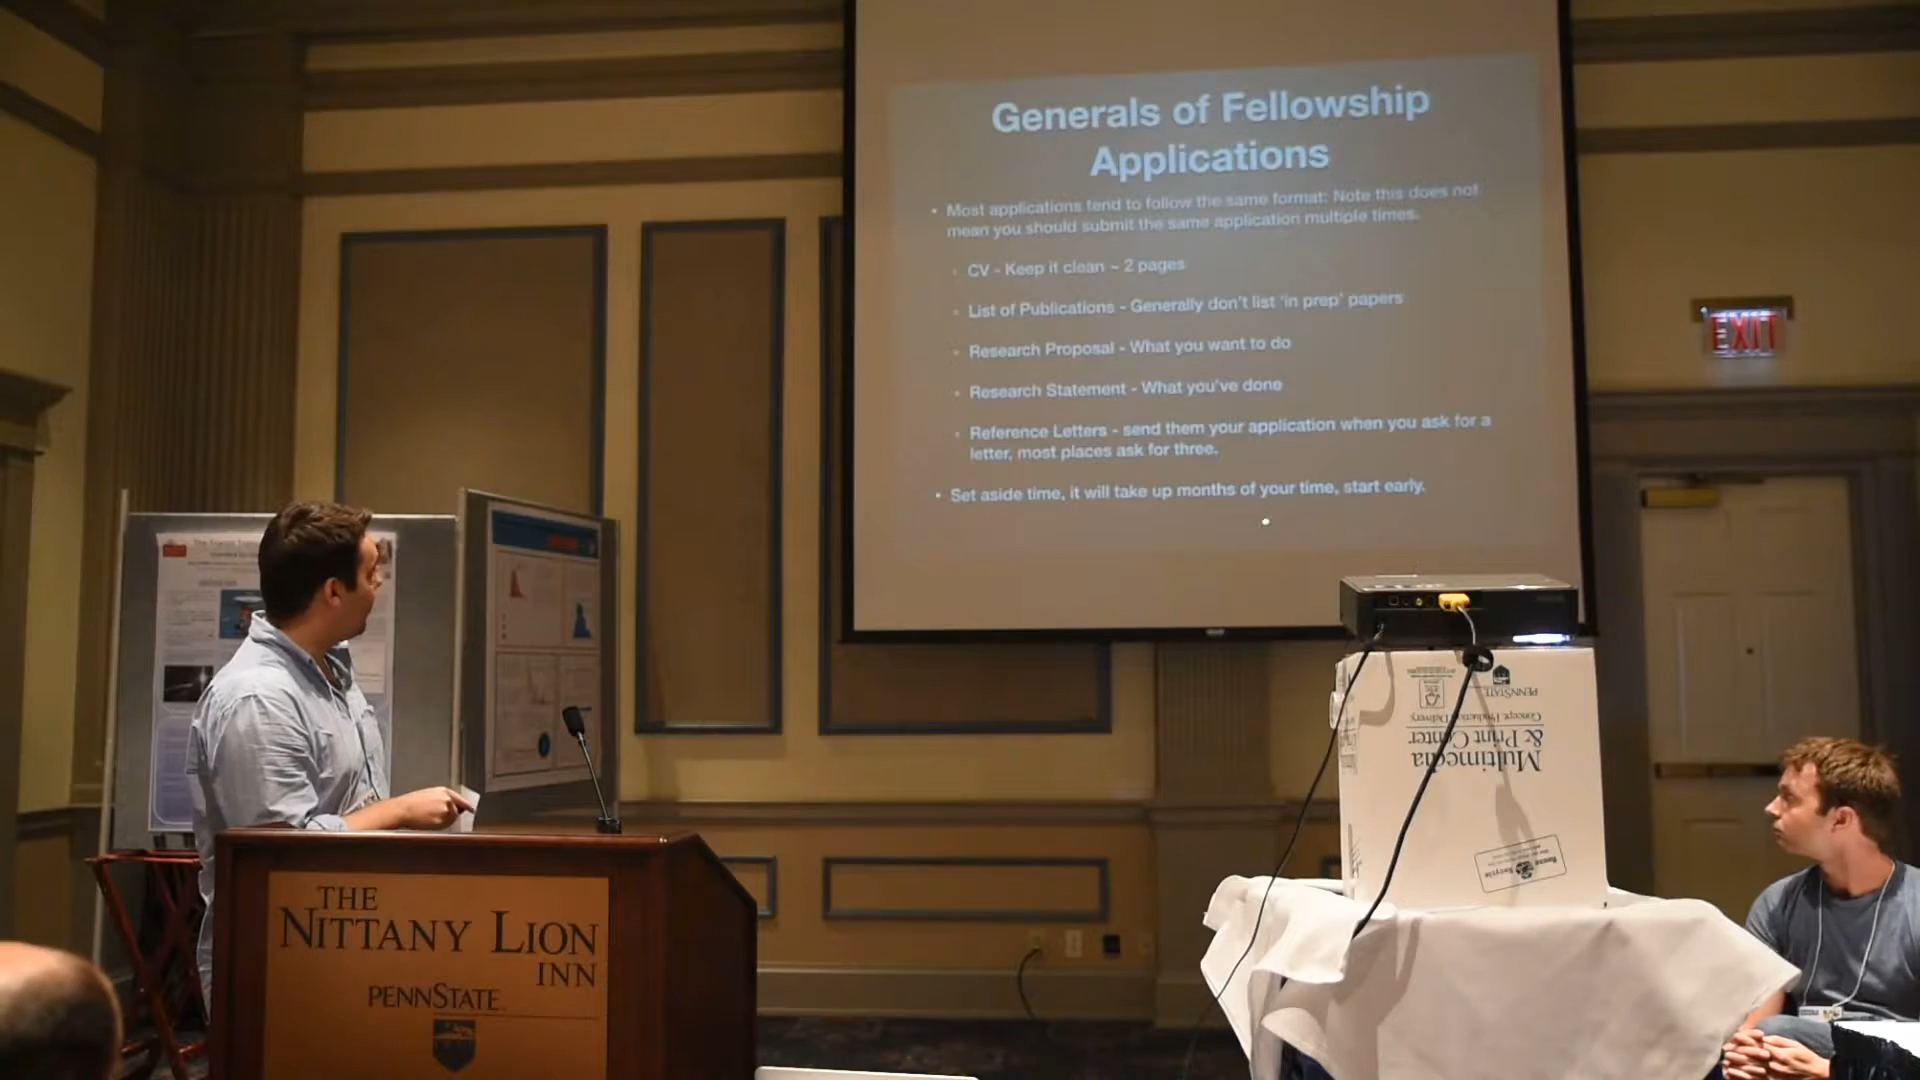 Generals of Fellowship
Applications
• Most applications tend to follow the same format: Note this does not
mean you should submit the same application multiple times.
• CV - Keep it clean ~ 2 pages
• List of Publications - Generally don't list 'in prep' papers
• Research Proposal - What you want to do
• Research Statement - What you've done
• Reference Letters - send them your application when you ask for a
letter, most places ask for three.
• Set aside time, it will take up months of your time, start early.
EXIT
PENNSTATE
Multimedia
& Print Center
Concept, Production, Delivery.
Recycle
THE
NITTANY LION
INN
PENNSTATE